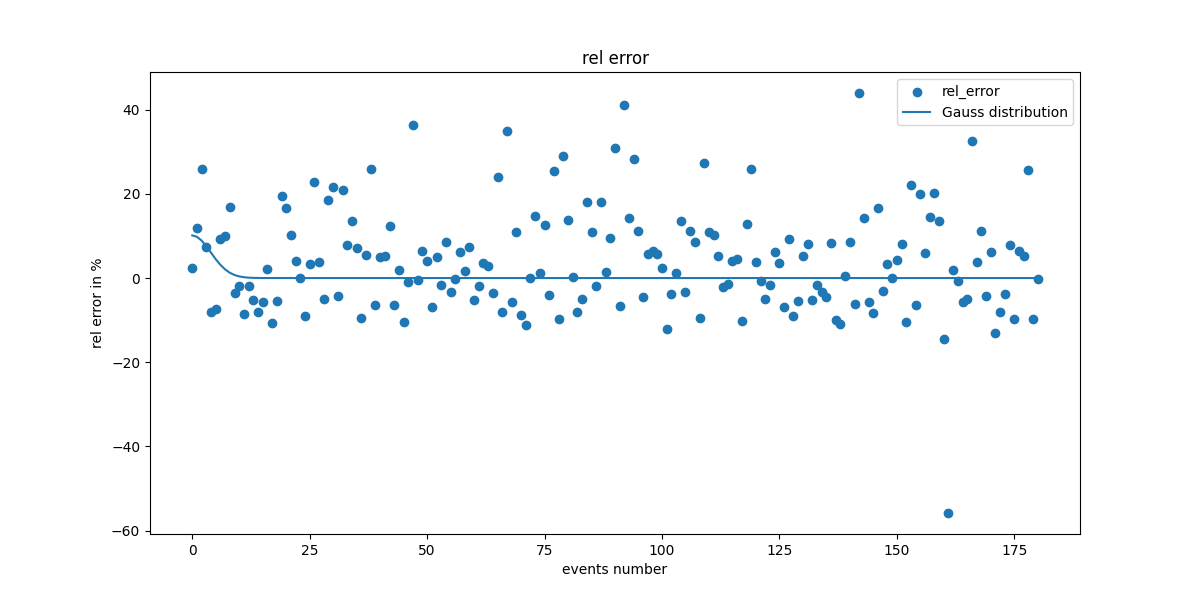 rel error
rel_error
Gauss distribution
rel error in %
40
20
0
−20
−40
−60
0
25
50
75
100
125
150
175
events number